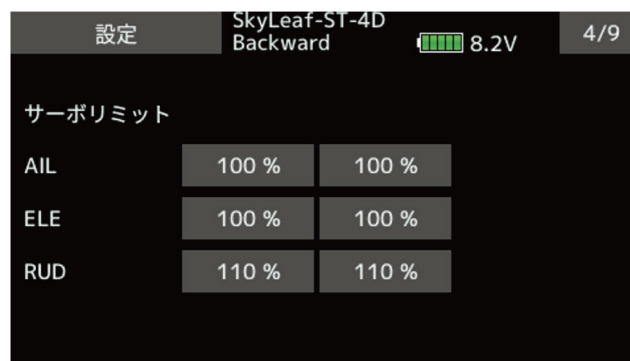 設定
SkyLeaf-ST-4D
Backward
8.2V
4/9
サーボリミット
AIL 100 % 100 %
ELE 100 % 100 %
RUD 110 % 110 %